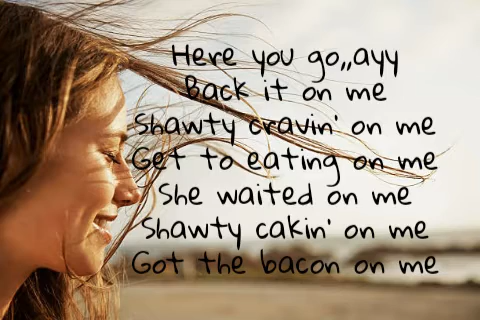 Here you go,,ayy
Back it on me
Shawty cravin' on me
Get to eating on me
She waited on me
Shawty cakin' on me
Got the bacon on me